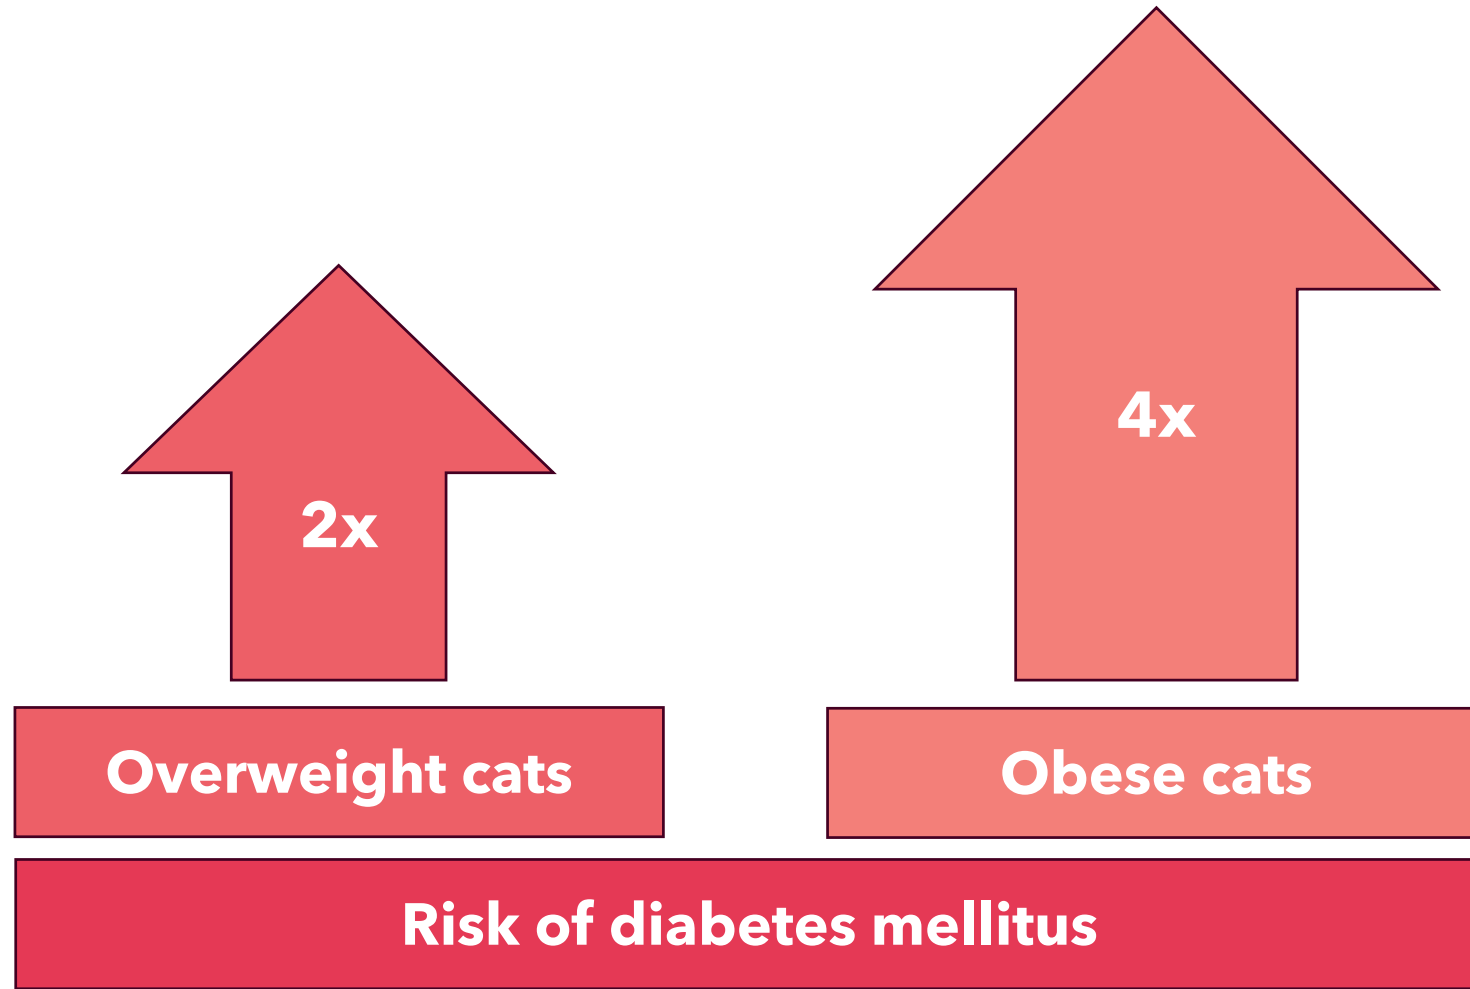 4x
2x
Overweight cats
Obese cats
Risk of diabetes mellitus